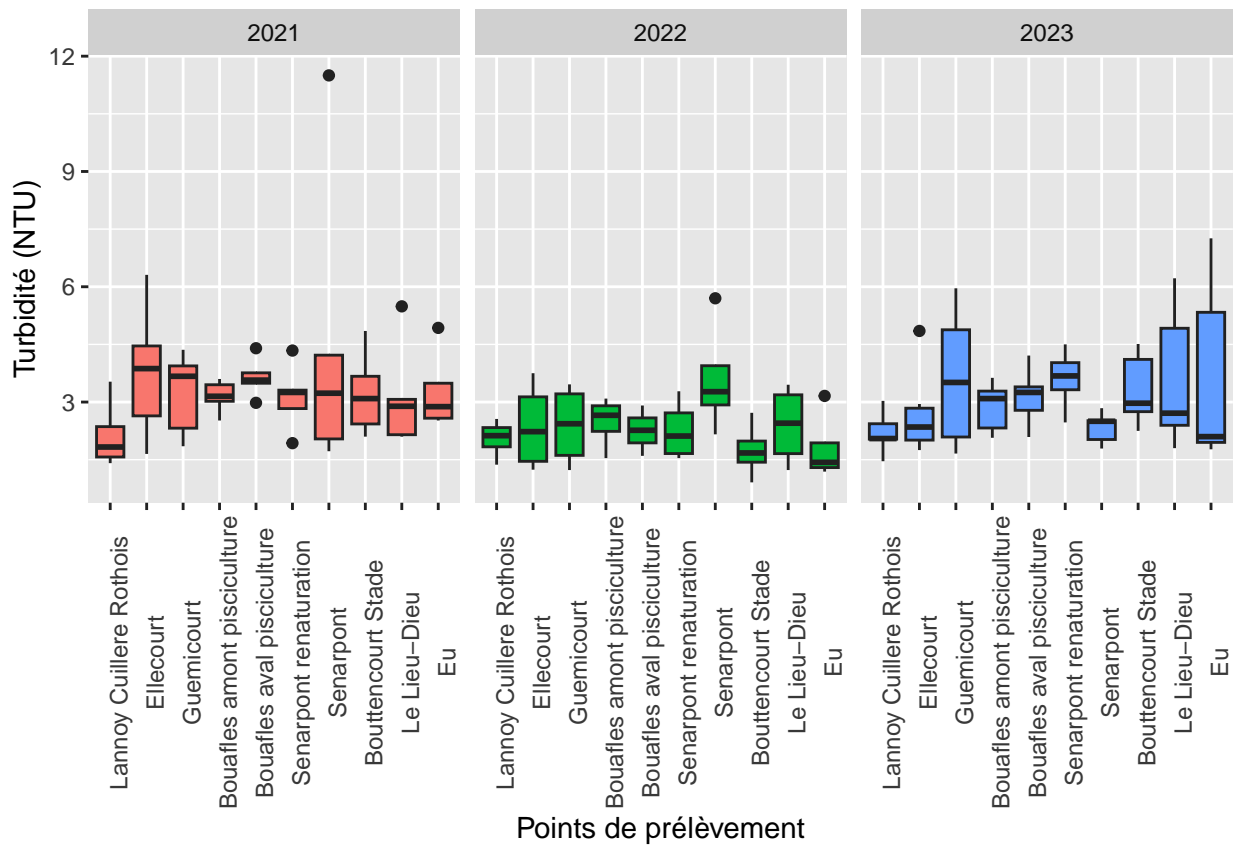 2021
2022
2023
12
9
6
3
Turbidité (NTU)
Lannoy Cuillere Rothois
Ellecourt
Guemicourt
Bouafles amont pisciculture
Bouafles aval pisciculture
Senarpont renaturation
Senarpont
Bouttencourt Stade
Le Lieu−Dieu
Eu
Lannoy Cuillere Rothois
Ellecourt
Guemicourt
Bouafles amont pisciculture
Bouafles aval pisciculture
Senarpont renaturation
Senarpont
Bouttencourt Stade
Le Lieu−Dieu
Eu
Lannoy Cuillere Rothois
Ellecourt
Guemicourt
Bouafles amont pisciculture
Bouafles aval pisciculture
Senarpont renaturation
Senarpont
Bouttencourt Stade
Le Lieu−Dieu
Eu
Points de prélèvement